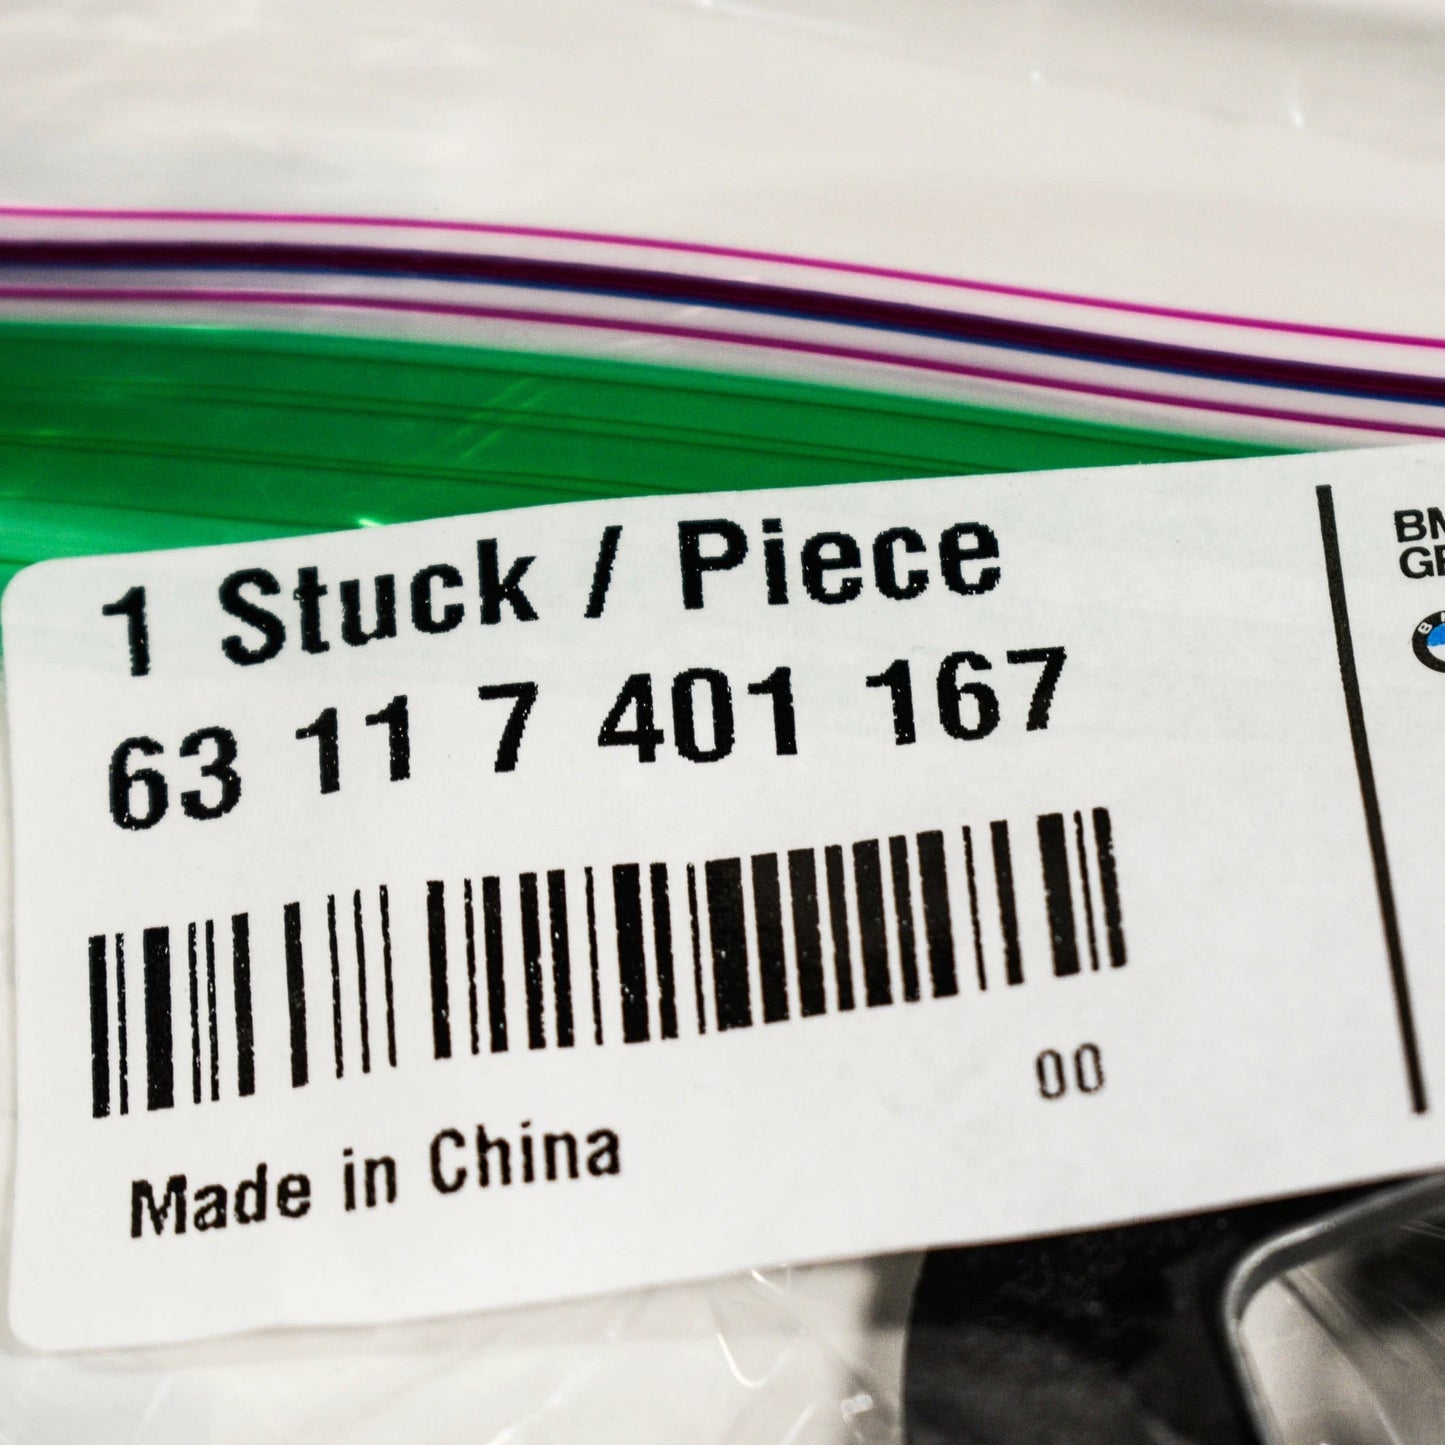 1 Stuck / Piece
63 11 7 401 167
00
Made in China